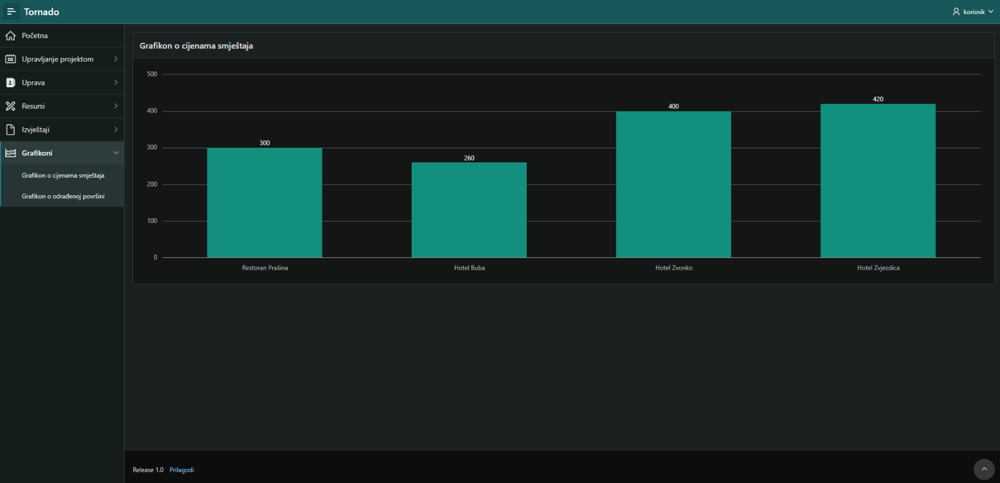 Tornado
korisnik
Početna
Upravljanje projektom
Uprava
Resursi
Izvještaji
Grafikoni
Grafikon o cijenama smještaja
Grafikon o odrađenoj površini
Grafikon o cijenama smještaja
500
400
300
200
100
0
300
260
400
420
Restoran Prašina
Hotel Buba
Hotel Zvonko
Hotel Zvjezdica
Release 1.0 Prilagodi